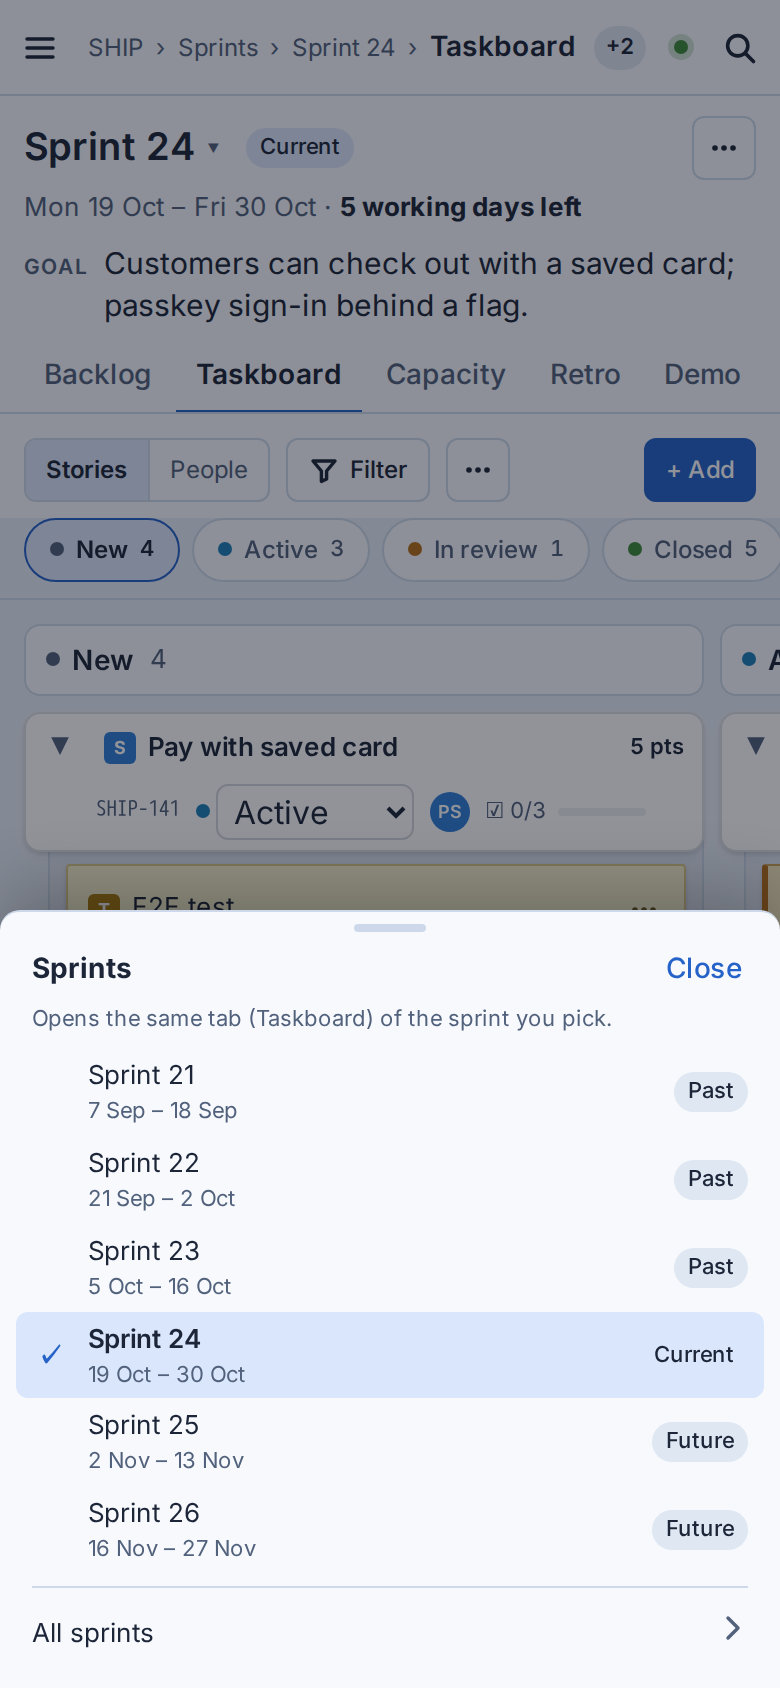 SHIP › Sprints › Sprint 24 › Taskboard +2
Sprint 24 ▾ Current •••
Mon 19 Oct – Fri 30 Oct · 5 working days left
GOAL Customers can check out with a saved card;
passkey sign-in behind a flag.
Backlog Taskboard Capacity Retro Demo
Stories People Filter ••• + Add
New 4 Active 3 In review 1 Closed 5
New 4
▼ S Pay with saved card 5 pts
SHIP-141 Active PS ☑ 0/3
T E2E test •••
Sprints Close
Opens the same tab (Taskboard) of the sprint you pick.
Sprint 21
7 Sep – 18 Sep Past
Sprint 22
21 Sep – 2 Oct Past
Sprint 23
5 Oct – 16 Oct Past
✓ Sprint 24
19 Oct – 30 Oct Current
Sprint 25
2 Nov – 13 Nov Future
Sprint 26
16 Nov – 27 Nov Future
All sprints